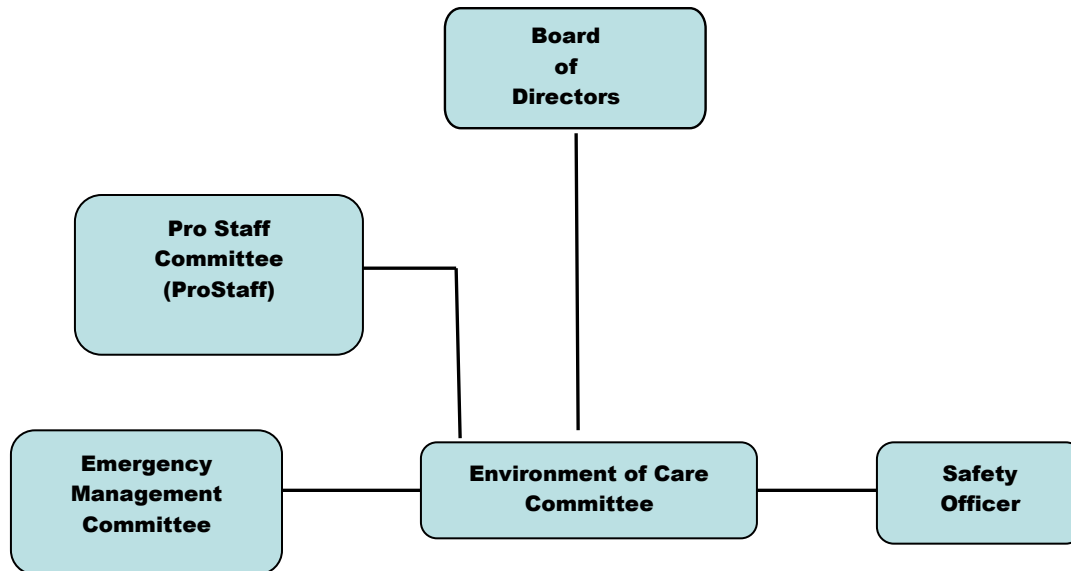 Board
of
Directors
Pro Staff
Committee
(ProStaff)
Emergency
Management
Committee
Environment of Care
Committee
Safety
Officer